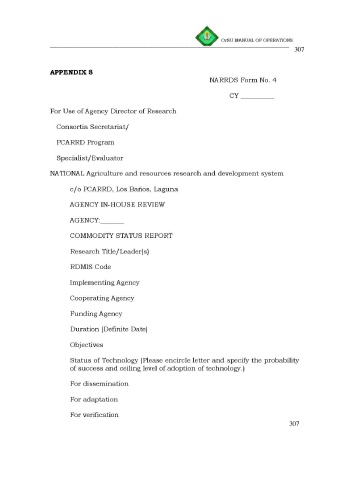 CvSU MANUAL OF OPERATIONS
307
APPENDIX 8
NARRDS Form No. 4
CY __________
For Use of Agency Director of Research
Consortia Secretariat/
PCARRD Program
Specialist/Evaluator
NATIONAL Agriculture and resources research and development system
c/o PCARRD, Los Baños, Laguna
AGENCY IN-HOUSE REVIEW
AGENCY:_______
COMMODITY STATUS REPORT
Research Title/Leader(s)
RDMIS Code
Implementing Agency
Cooperating Agency
Funding Agency
Duration (Definite Date)
Objectives
Status of Technology (Please encircle letter and specify the probability
of success and ceiling level of adoption of technology.)
For dissemination
For adaptation
For verification
307